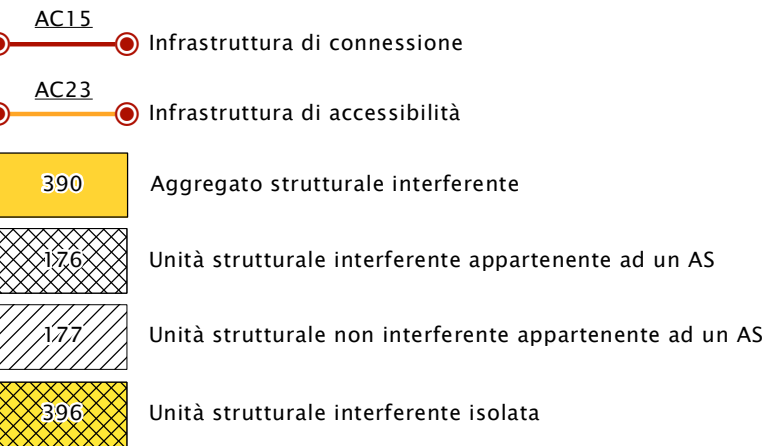 AC15
Infrastruttura di connessione
AC23
Infrastruttura di accessibilità
390 Aggregato strutturale interferente
176 Unità strutturale interferente appartenente ad un AS
177 Unità strutturale non interferente appartenente ad un AS
396 Unità strutturale interferente isolata